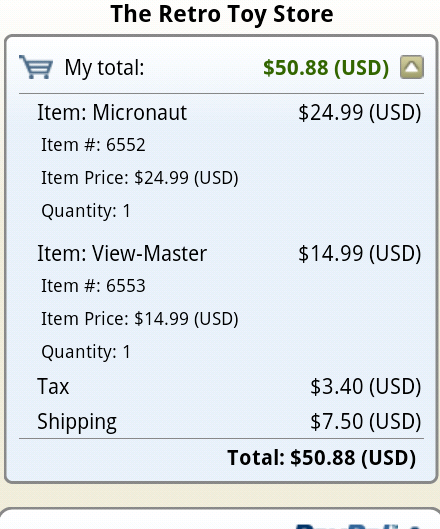 The Retro Toy Store
My total: $50.88 (USD)
Item: Micronaut $24.99 (USD)
Item #: 6552
Item Price: $24.99 (USD)
Quantity: 1
Item: View-Master $14.99 (USD)
Item #: 6553
Item Price: $14.99 (USD)
Quantity: 1
Tax $3.40 (USD)
Shipping $7.50 (USD)
Total: $50.88 (USD)